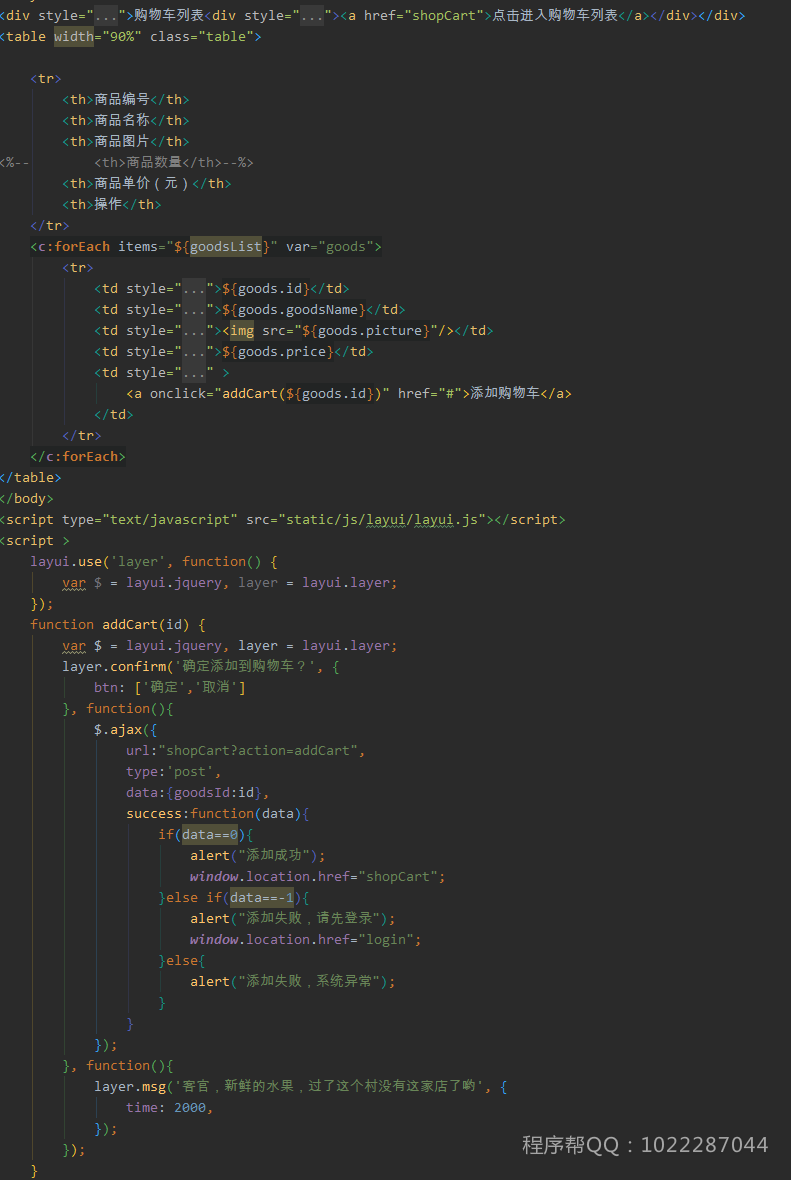 <div style="...">购物车列表<div style="..."><a href="shopCart">点击进入购物车列表</a></div></div>
<table width="90%" class="table">
<tr>
<th>商品编号</th>
<th>商品名称</th>
<th>商品图片</th>
<%-- <th>商品数量</th>--%>
<th>商品单价（元）</th>
<th>操作</th>
</tr>
<c:forEach items="${goodsList}" var="goods">
<tr>
<td style="...">${goods.id}</td>
<td style="...">${goods.goodsName}</td>
<td style="..."><img src="${goods.picture}"/></td>
<td style="...">${goods.price}</td>
<td style="..." >
<a onclick="addCart(${goods.id})" href="#">添加购物车</a>
</td>
</tr>
</c:forEach>
</table>
</body>
<script type="text/javascript" src="static/js/layui/layui.js"></script>
<script >
layui.use('layer', function() {
var $ = layui.jquery, layer = layui.layer;
});
function addCart(id) {
var $ = layui.jquery, layer = layui.layer;
layer.confirm('确定添加到购物车？', {
btn: ['确定','取消']
}, function(){
$.ajax({
url:"shopCart?action=addCart",
type:'post',
data:{goodsId:id},
success:function(data){
if(data==0){
alert("添加成功");
window.location.href="shopCart";
}else if(data==-1){
alert("添加失败，请先登录");
window.location.href="login";
}else{
alert("添加失败，系统异常");
}
}
});
}, function(){
layer.msg('客官，新鲜的水果，过了这个村没有这家店了哟', {
time: 2000,
});
});
}
程序帮QQ：1022287044